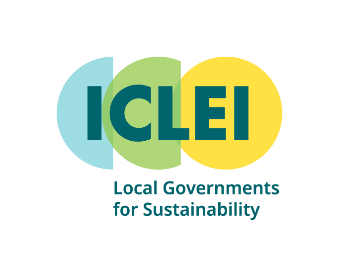 ICLEI
Local Governments
for Sustainability